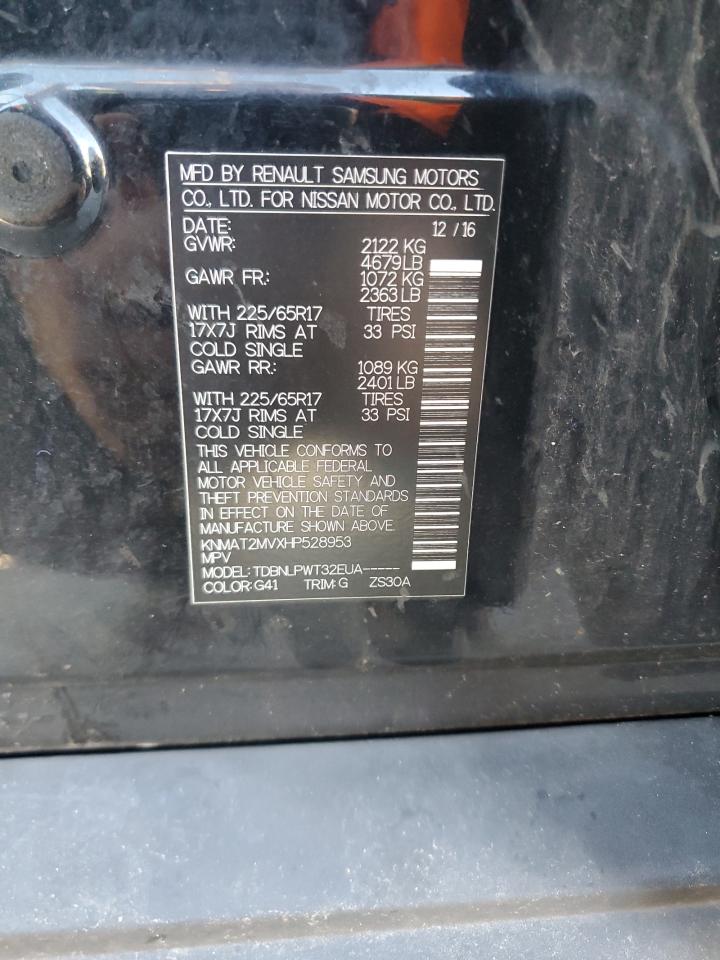 MFD BY RENAULT SAMSUNG MOTORS
CO., LTD. FOR NISSAN MOTOR CO., LTD.
DATE: 12 / 16
GVWR: 2122 KG
4679 LB
GAWR FR.: 1072 KG
2363 LB
WITH 225/65R17 TIRES
17X7J RIMS AT 33 PSI
COLD SINGLE
GAWR RR.: 1089 KG
2401 LB
WITH 225/65R17 TIRES
17X7J RIMS AT 33 PSI
COLD SINGLE
THIS VEHICLE CONFORMS TO
ALL APPLICABLE FEDERAL
MOTOR VEHICLE SAFETY AND
THEFT PREVENTION STANDARDS
IN EFFECT ON THE DATE OF
MANUFACTURE SHOWN ABOVE.
KNMAT2MVXHP528953
MPV
MODEL: TDBNLPWT32EUA-----
COLOR: G41 TRIM: G ZS30A